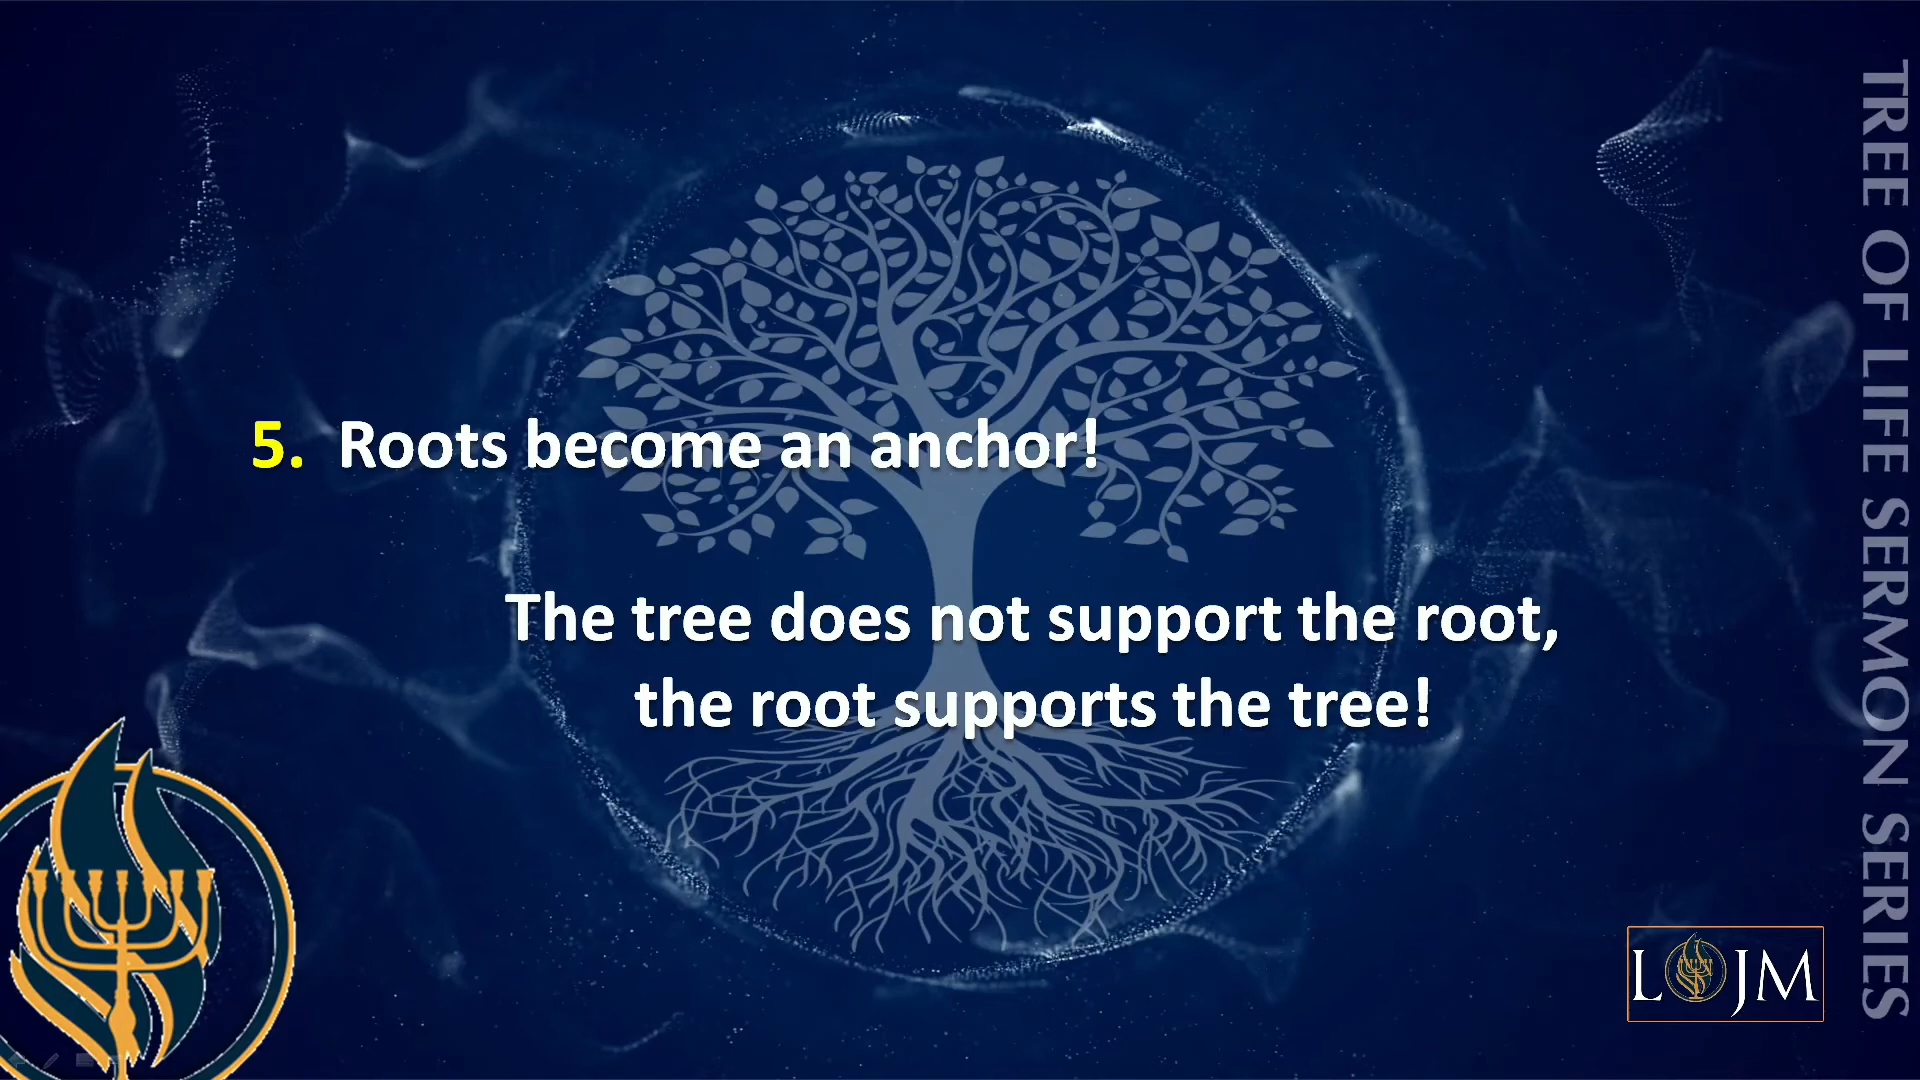 5. Roots become an anchor!
The tree does not support the root,
the root supports the tree!
TREE OF LIFE SERMON SERIES
L JM